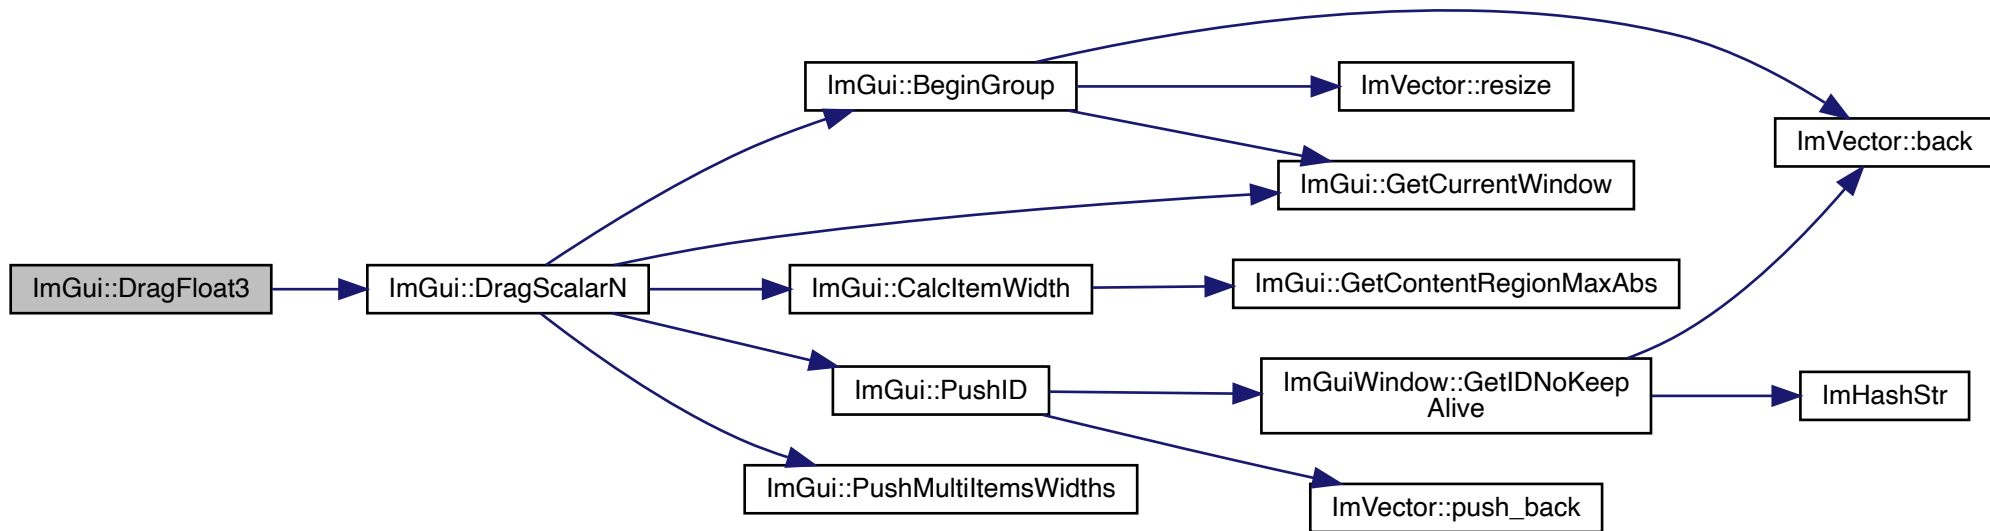 ImGui::DragFloat3
ImGui::DragScalarN
ImGui::BeginGroup
ImGui::CalcItemWidth
ImGui::PushID
ImGui::PushMultiItemsWidths
ImVector::resize
ImGui::GetCurrentWindow
ImGui::GetContentRegionMaxAbs
ImGuiWindow::GetIDNoKeep
Alive
ImVector::push_back
ImVector::back
ImHashStr